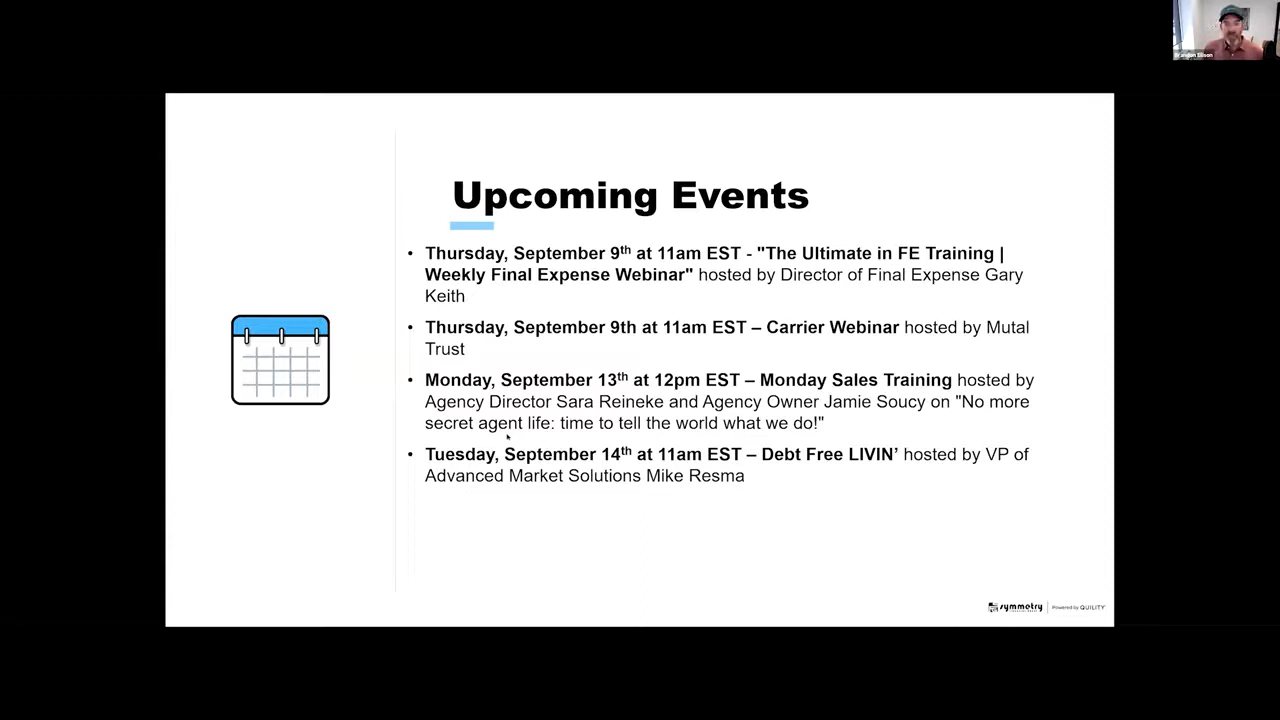 Brandon Ellison
Upcoming Events
• Thursday, September 9th at 11am EST - "The Ultimate in FE Training |
Weekly Final Expense Webinar" hosted by Director of Final Expense Gary
Keith
• Thursday, September 9th at 11am EST – Carrier Webinar hosted by Mutal
Trust
• Monday, September 13th at 12pm EST – Monday Sales Training hosted by
Agency Director Sara Reineke and Agency Owner Jamie Soucy on "No more
secret agent life: time to tell the world what we do!"
• Tuesday, September 14th at 11am EST – Debt Free LIVIN’ hosted by VP of
Advanced Market Solutions Mike Resma
symmetry
Powered by QUILITY